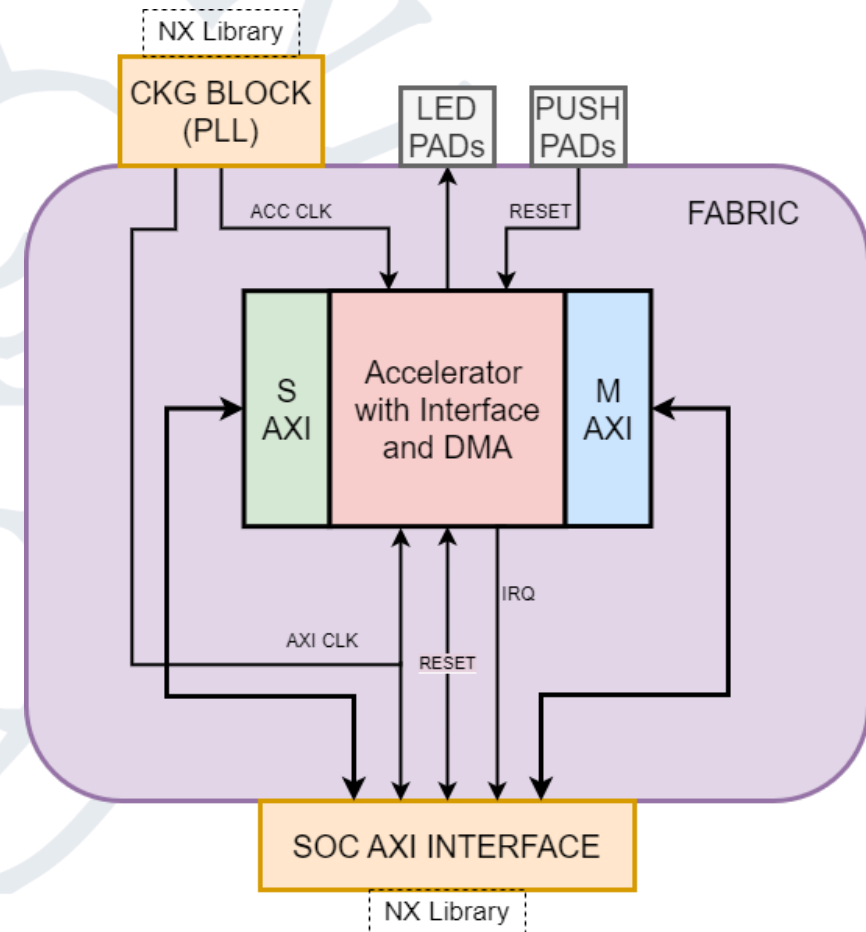 NX Library
CKG BLOCK
(PLL)
LED
PADs
PUSH
PADs
ACC CLK
RESET
FABRIC
S
AXI
Accelerator
with Interface
and DMA
M
AXI
IRQ
AXI CLK
RESET
SOC AXI INTERFACE
NX Library